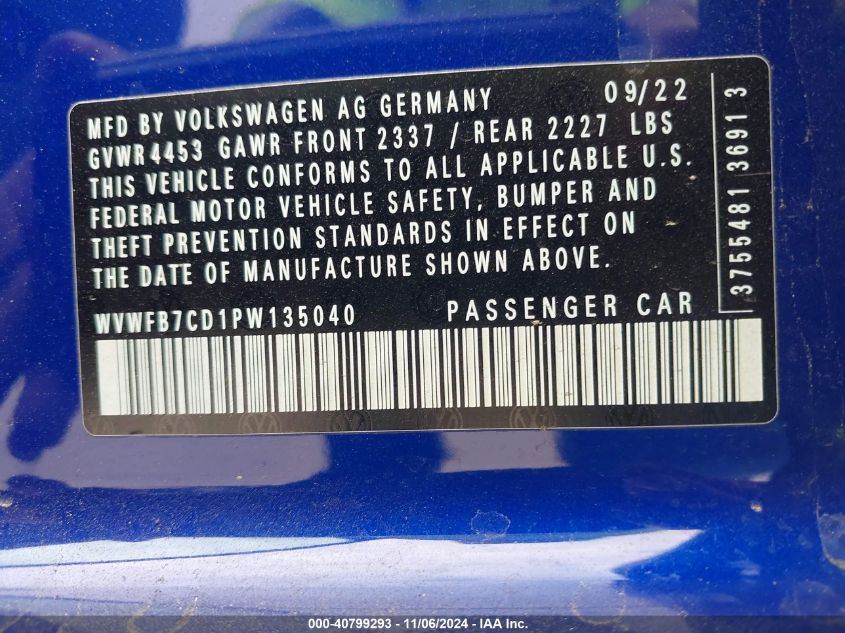 MFD BY VOLKSWAGEN AG GERMANY 09/22
GVWR 4453 GAWR FRONT 2337 / REAR 2227 LBS
THIS VEHICLE CONFORMS TO ALL APPLICABLE U.S.
FEDERAL MOTOR VEHICLE SAFETY, BUMPER AND
THEFT PREVENTION STANDARDS IN EFFECT ON
THE DATE OF MANUFACTURE SHOWN ABOVE.
WVWFB7CD1PW135040 PASSENGER CAR
3755481 3691 3
000-40799293 - 11/06/2024 - IAA Inc.